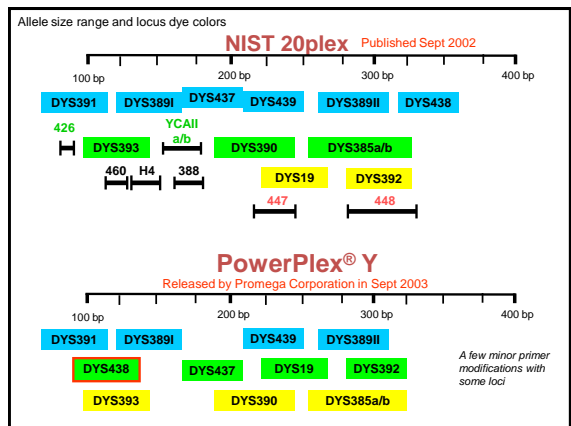 Allele size range and locus dye colors
NIST 20plex Published Sept 2002
100 bp 200 bp 300 bp 400 bp
DYS391 DYS389I DYS437 DYS439 DYS389II DYS438
426 DYS393 YCAII a/b DYS390 DYS385a/b
460 H4 388 DYS19 DYS392
447 448
PowerPlex® Y
Released by Promega Corporation in Sept 2003
100 bp 200 bp 300 bp 400 bp
DYS391 DYS389I DYS439 DYS389II
DYS438 DYS437 DYS19 DYS392
DYS393 DYS390 DYS385a/b
A few minor primer
modifications with
some loci